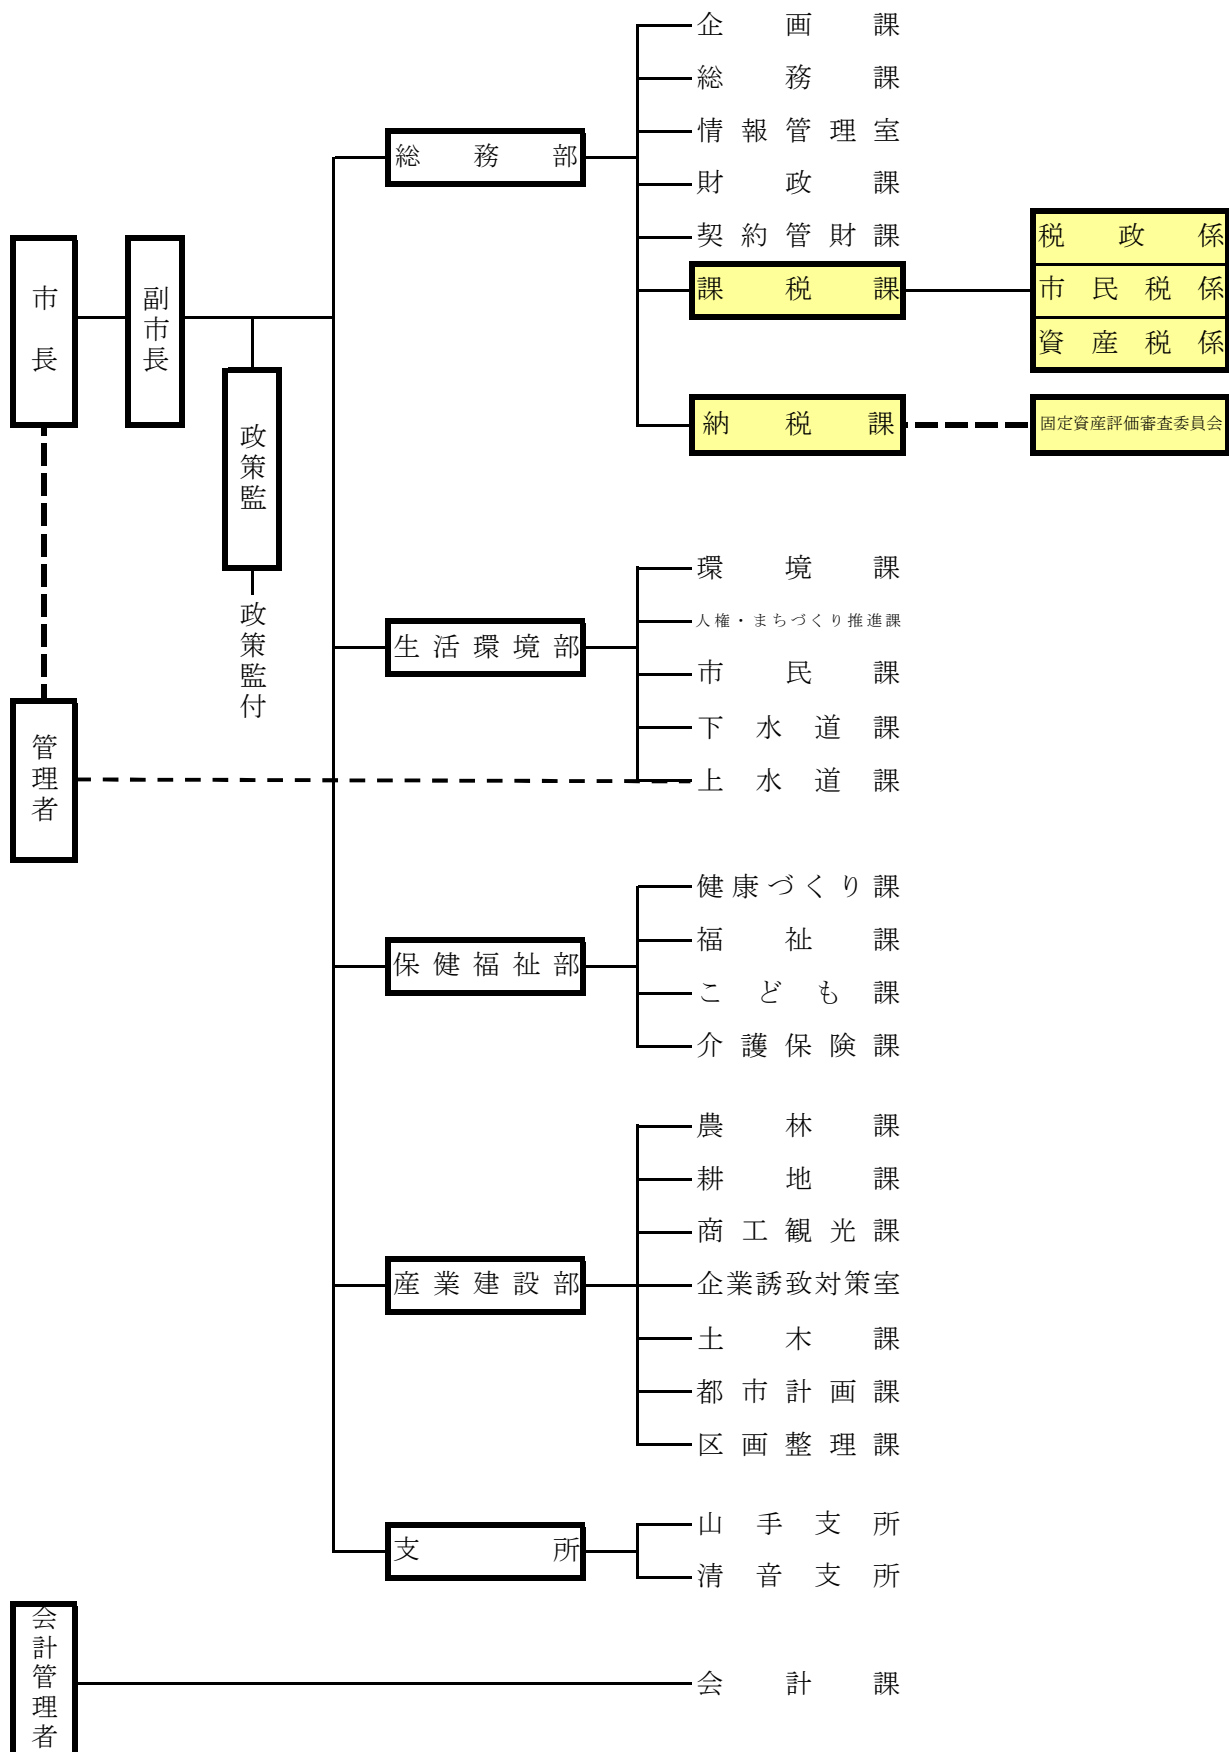 市長
副市長
政策監
政策監付
管理者
総務部
企画課
総務課
情報管理室
財政課
契約管財課
課税課
税政係
市民税係
資産税係
納税課
固定資産評価審査委員会
生活環境部
環境課
人権・まちづくり推進課
市民課
下水道課
上水道課
保健福祉部
健康づくり課
福祉課
こども課
介護保険課
産業建設部
農林課
耕地課
商工観光課
企業誘致対策室
土木課
都市計画課
区画整理課
支所
山手支所
清音支所
会計管理者
会計課